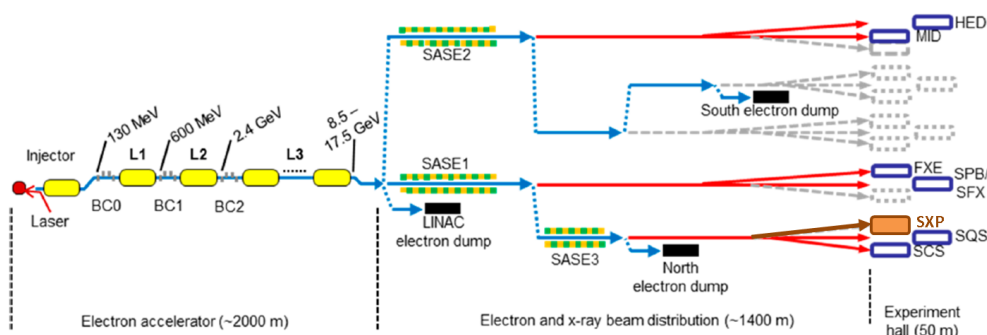 HED
MID
SASE2
South electron dump
130 MeV
600 MeV
2.4 GeV
8.5 –
17.5 GeV
Injector
L1
L2
L3
BC0
BC1
BC2
Laser
SASE1
LINAC
electron dump
FXE
SPB/
SFX
SXP
SQS
SCS
SASE3
North
electron dump
Electron accelerator (~2000 m)
Electron and x-ray beam distribution (~1400 m)
Experiment
hall (50 m)